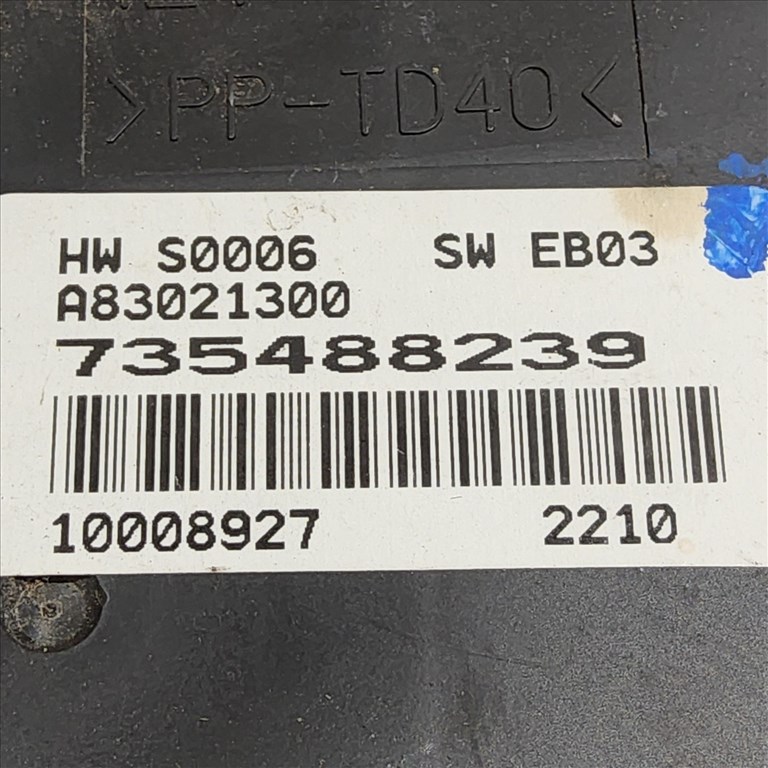 >PP-TD40<
HW S0006 SW EB03
A83021300
735488239
10008927 2210